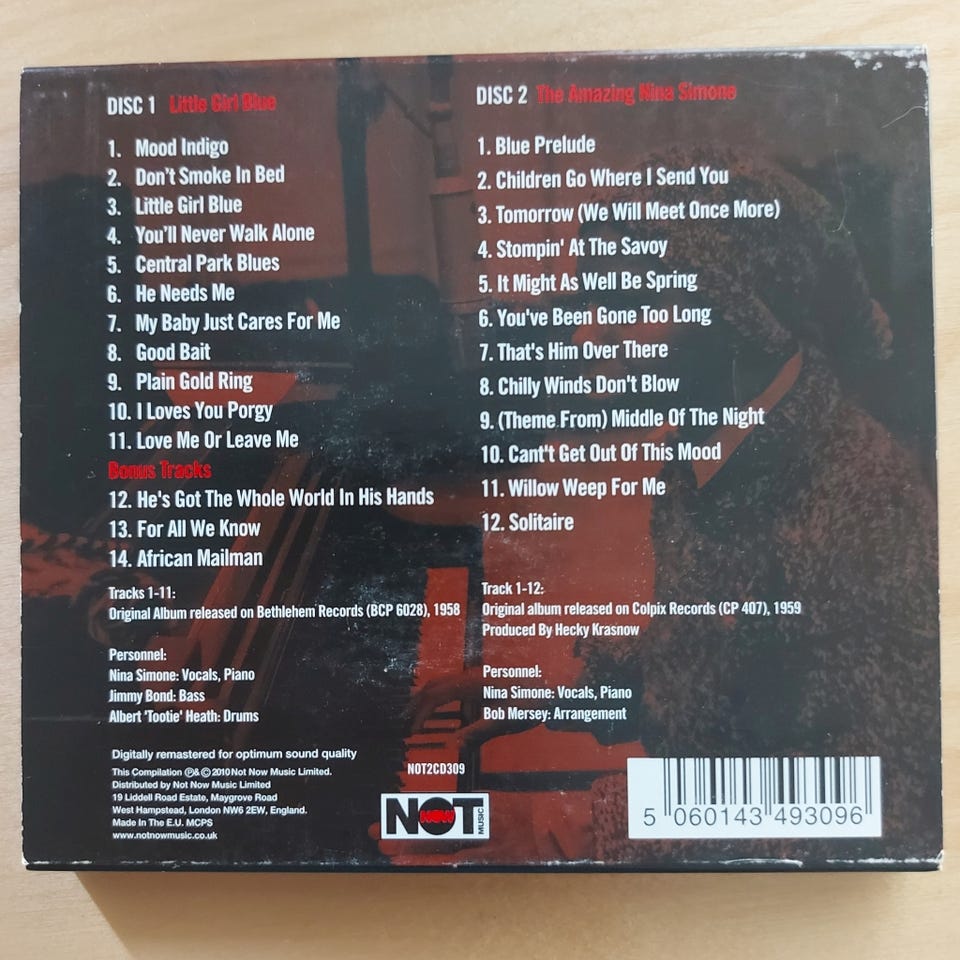 DISC 1 Little Girl Blue
1. Mood Indigo
2. Don't Smoke In Bed
3. Little Girl Blue
4. You'll Never Walk Alone
5. Central Park Blues
6. He Needs Me
7. My Baby Just Cares For Me
8. Good Bait
9. Plain Gold Ring
10. I Loves You Porgy
11. Love Me Or Leave Me
Bonus Tracks
12. He's Got The Whole World In His Hands
13. For All We Know
14. African Mailman
Tracks 1-11:
Original Album released on Bethlehem Records (BCP 6028), 1958
Personnel:
Nina Simone: Vocals, Piano
Jimmy Bond: Bass
Albert 'Tootie' Heath: Drums
DISC 2 The Amazing Nina Simone
1. Blue Prelude
2. Children Go Where I Send You
3. Tomorrow (We Will Meet Once More)
4. Stompin' At The Savoy
5. It Might As Well Be Spring
6. You've Been Gone Too Long
7. That's Him Over There
8. Chilly Winds Don't Blow
9. (Theme From) Middle Of The Night
10. Cant't Get Out Of This Mood
11. Willow Weep For Me
12. Solitaire
Track 1-12:
Original album released on Colpix Records (CP 407), 1959
Produced By Hecky Krasnow
Personnel:
Nina Simone: Vocals, Piano
Bob Mersey: Arrangement
Digitally remastered for optimum sound quality
This Compilation ℗& © 2010 Not Now Music Limited.
Distributed by Not Now Music Limited
19 Liddell Road Estate, Maygrove Road
West Hampstead, London NW6 2EW, England.
Made In The E.U. MCPS
www.notnowmusic.co.uk
NOT2CD309
NOT NOW MUSIC
5 060143 493096